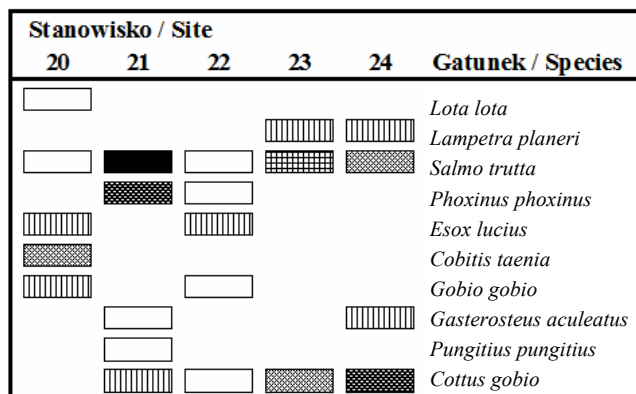 Stanowisko / Site
20 21 22 23 24 Gatunek / Species
Lota lota
Lampetra planeri
Salmo trutta
Phoxinus phoxinus
Esox lucius
Cobitis taenia
Gobio gobio
Gasterosteus aculeatus
Pungitius pungitius
Cottus gobio